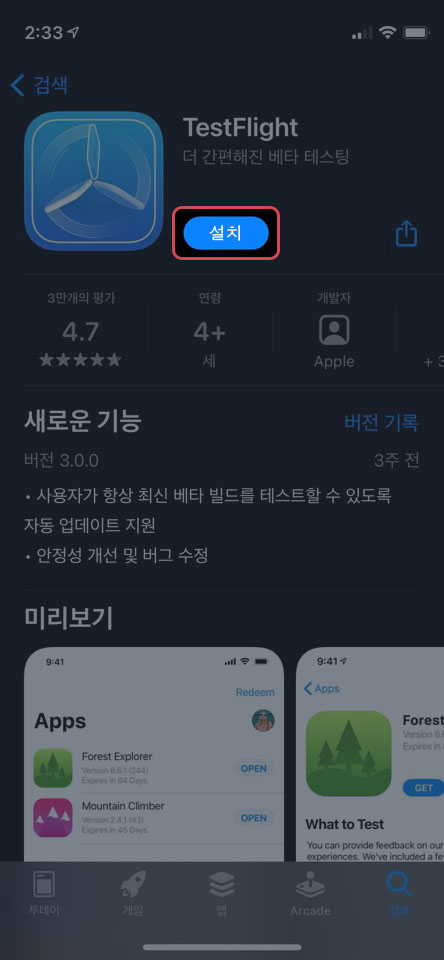 2:33
검색
TestFlight
더 간편해진 베타 테스팅
설치
3만개의 평가
4.7
연령
4+
세
개발자
Apple
+ 3
새로운 기능
버전 기록
버전 3.0.0
3주 전
• 사용자가 항상 최신 베타 빌드를 테스트할 수 있도록
자동 업데이트 지원
• 안정성 개선 및 버그 수정
미리보기
9:41
Redeem
Apps
Forest Explorer
Version 6.6.1 (244)
Expires in 84 Days
OPEN
Mountain Climber
Version 2.4.1 (43)
Expires in 45 Days
OPEN
9:41
Apps
Forest
Expires in
GET
What to Test
You can provide feedback on our
experiences. We've included a fe
투데이
게임
앱
Arcade
검색